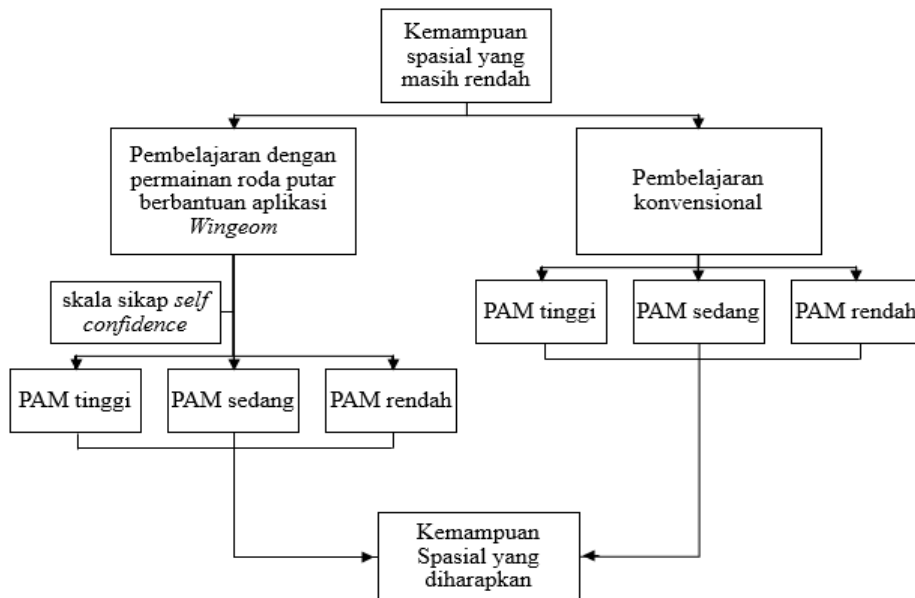 Kemampuan
spasial yang
masih rendah
Pembelajaran dengan
permainan roda putar
berbantuan aplikasi
Wingeom
Pembelajaran
konvensional
skala sikap self
confidence
PAM tinggi
PAM sedang
PAM rendah
PAM tinggi
PAM sedang
PAM rendah
Kemampuan
Spasial yang
diharapkan